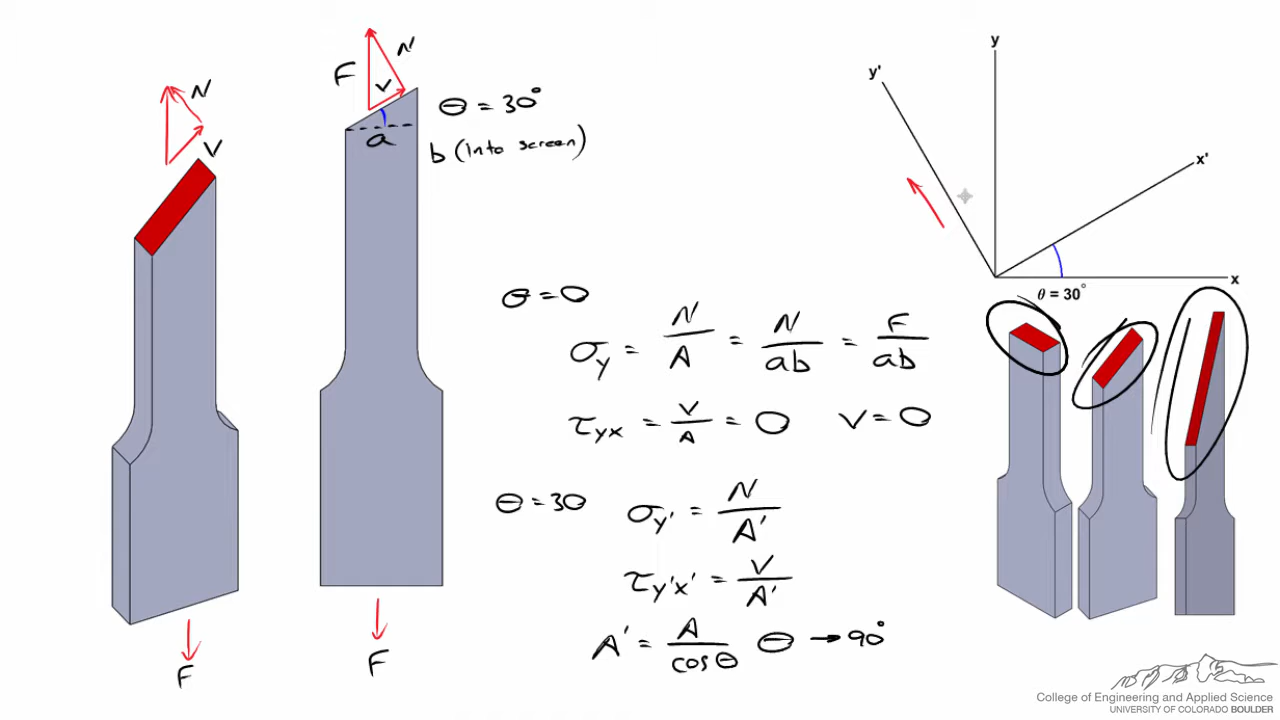 N
V
F
F
N
V
θ = 30°
a
b (into screen)
F
y
y'
x'
x
θ = 30°
θ = 0
σy = N/A = N/ab = F/ab
τyx = V/A = 0 V = 0
θ = 30 σy' = N/A'
τy'x' = V/A'
A' = A/cosθ θ → 90°
College of Engineering and Applied Science
UNIVERSITY OF COLORADO BOULDER